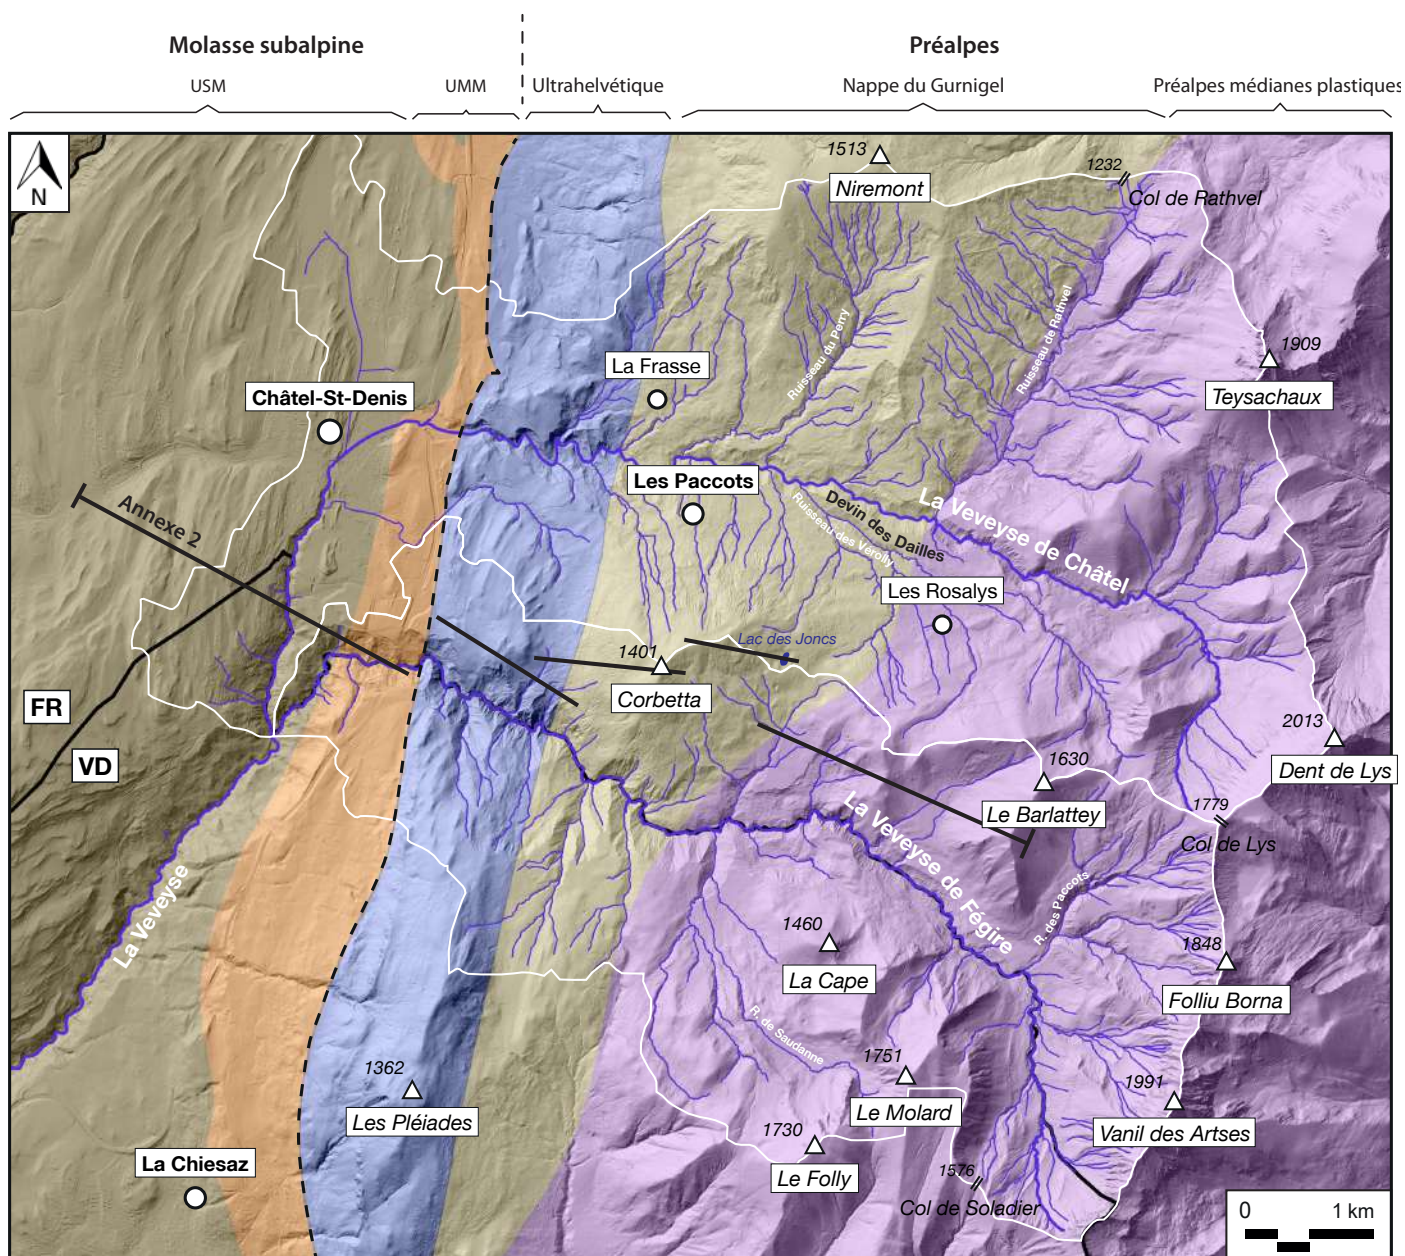 Molasse subalpine
Préalpes
USM
UMM
Ultrahelvétique
Nappe du Gurnigel
Préalpes médianes plastiques
N
1513
Niremont
1232
Col de Rathvel
Ruisseau du Perry
Ruisseau de Rathvel
1909
Teysachaux
La Frasse
Châtel-St-Denis
Les Paccots
Annexe 2
Ruisseau des Verolly
Devin des Dailles
La Veveyse de Châtel
Les Rosalys
Lac des Joncs
1401
Corbetta
FR
VD
2013
Dent de Lys
1630
Le Barlattey
1779
Col de Lys
La Veveyse de Fégire
R. des Paccots
La Veveyse
1460
La Cape
1848
Folliu Borna
R. de Saudanne
1751
Le Molard
1991
Vanil des Artses
1362
Les Pléiades
1730
Le Folly
1576
Col de Soladier
La Chiesaz
0 1 km